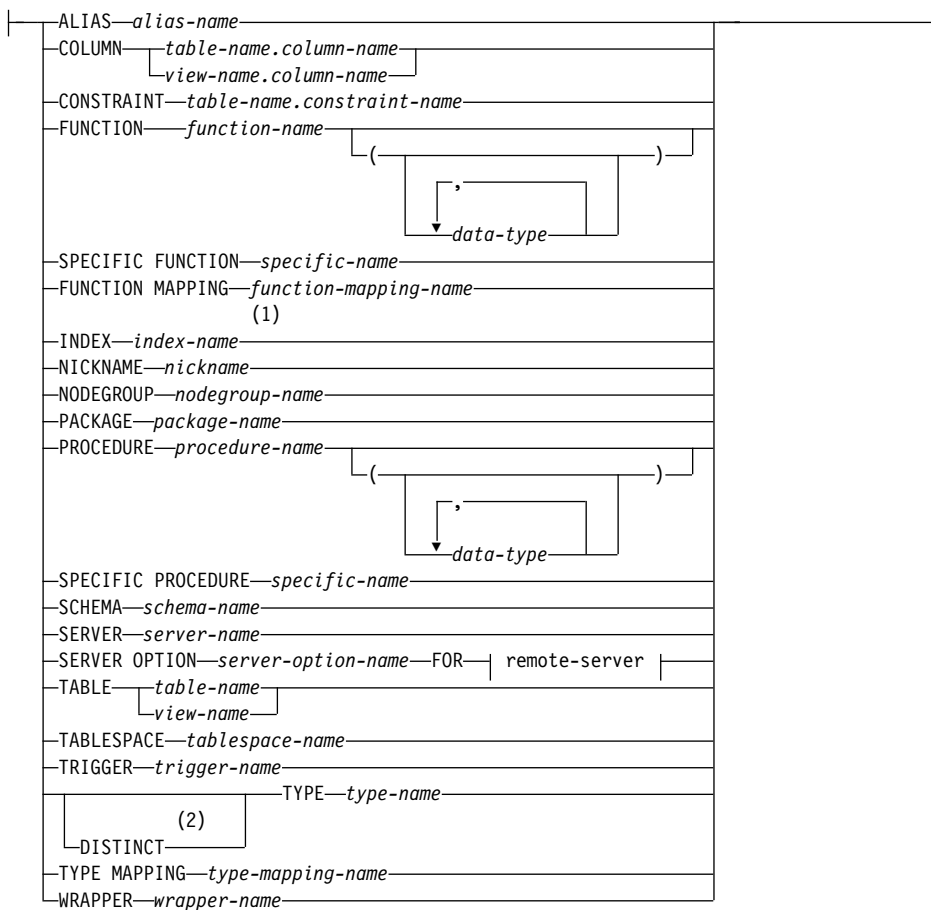 ALIAS alias-name
COLUMN table-name.column-name
view-name.column-name
CONSTRAINT table-name.constraint-name
FUNCTION function-name
( )
,
data-type
SPECIFIC FUNCTION specific-name
FUNCTION MAPPING function-mapping-name
(1)
INDEX index-name
NICKNAME nickname
NODEGROUP nodegroup-name
PACKAGE package-name
PROCEDURE procedure-name
( )
,
data-type
SPECIFIC PROCEDURE specific-name
SCHEMA schema-name
SERVER server-name
SERVER OPTION server-option-name FOR remote-server
TABLE table-name
view-name
TABLESPACE tablespace-name
TRIGGER trigger-name
TYPE type-name
(2)
DISTINCT
TYPE MAPPING type-mapping-name
WRAPPER wrapper-name